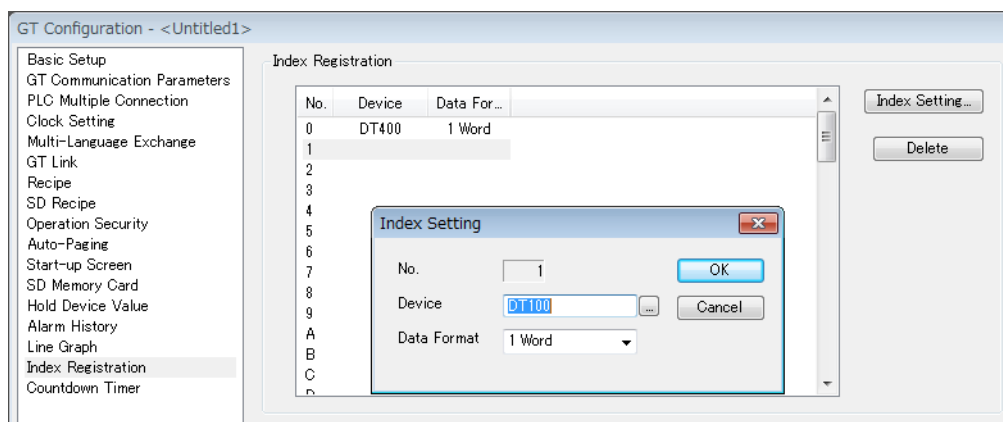 GT Configuration - <Untitled1>
Basic Setup
GT Communication Parameters
PLC Multiple Connection
Clock Setting
Multi-Language Exchange
GT Link
Recipe
SD Recipe
Operation Security
Auto-Paging
Start-up Screen
SD Memory Card
Hold Device Value
Alarm History
Line Graph
Index Registration
Countdown Timer
Index Registration
No. Device Data For...
0 DT400 1 Word
1
2
3
4
5
6
7
8
9
A
B
C
D
Index Setting...
Delete
Index Setting
No. 1
Device DT100 ...
Data Format 1 Word
OK
Cancel